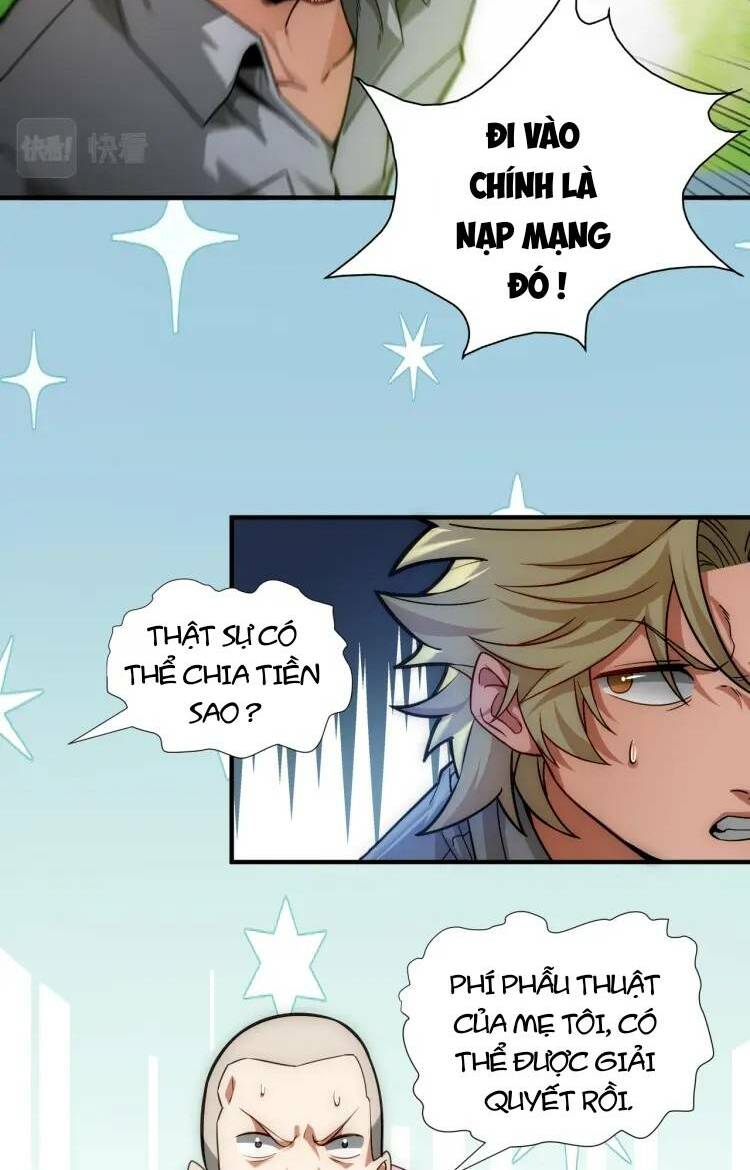 快看! 快看
ĐI VÀO
CHÍNH LÀ
NẠP MẠNG
ĐÓ !
THẬT SỰ CÓ
THỂ CHIA TIỀN
SAO ?
PHÍ PHẪU THUẬT
CỦA MẸ TÔI, CÓ
THỂ ĐƯỢC GIẢI
QUYẾT RỒI.